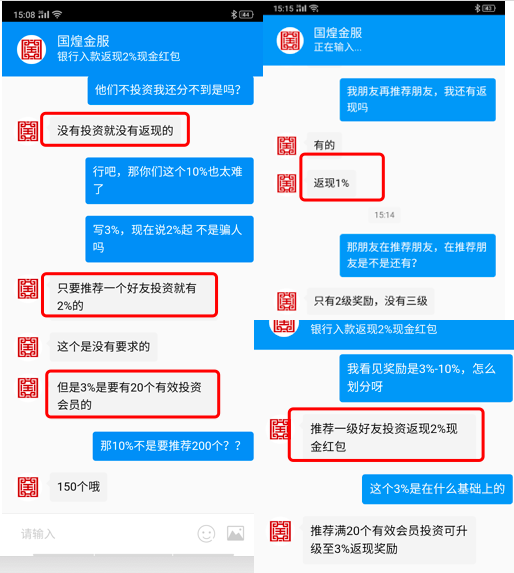 15:08
44
国煌金服
银行入款返现2%现金红包
他们不投资我还分不到是吗?
没有投资就没有返现的
行吧，那你们这个10%也太难
了
写3%，现在说2%起 不是骗人
吗
只要推荐一个好友投资就有
2%的
这个是没有要求的
但是3%是要有20个有效投资
会员的
那10%不是要推荐200个？？
150个哦
请输入
15:15
43
国煌金服
正在输入...
我朋友再推荐朋友，我还有返
现吗
有的
返现1%
15:14
那朋友在推荐朋友，在推荐朋
友是不是还有?
只有2级奖励，没有三级
银行入款返现2%现金红包
我看见奖励是3%-10%，怎么
划分呀
推荐一级好友投资返现2%现
金红包
这个3%是在什么基础上的
推荐满20个有效会员投资可升
级至3%返现奖励